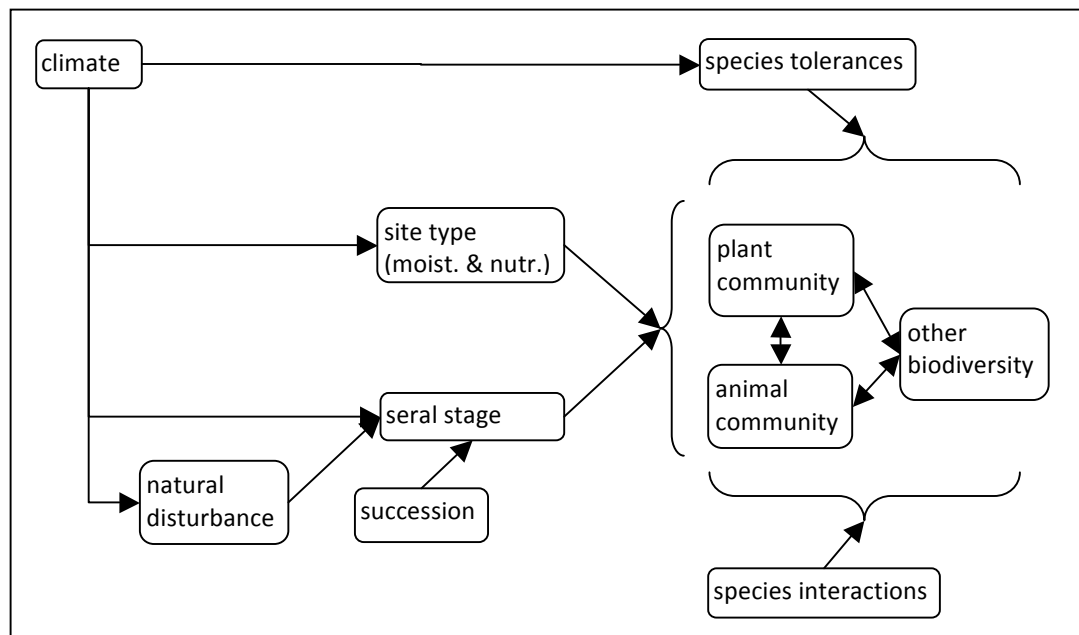 climate
species tolerances
site type
(moist. & nutr.)
plant
community
other
biodiversity
animal
community
seral stage
natural
disturbance
succession
species interactions